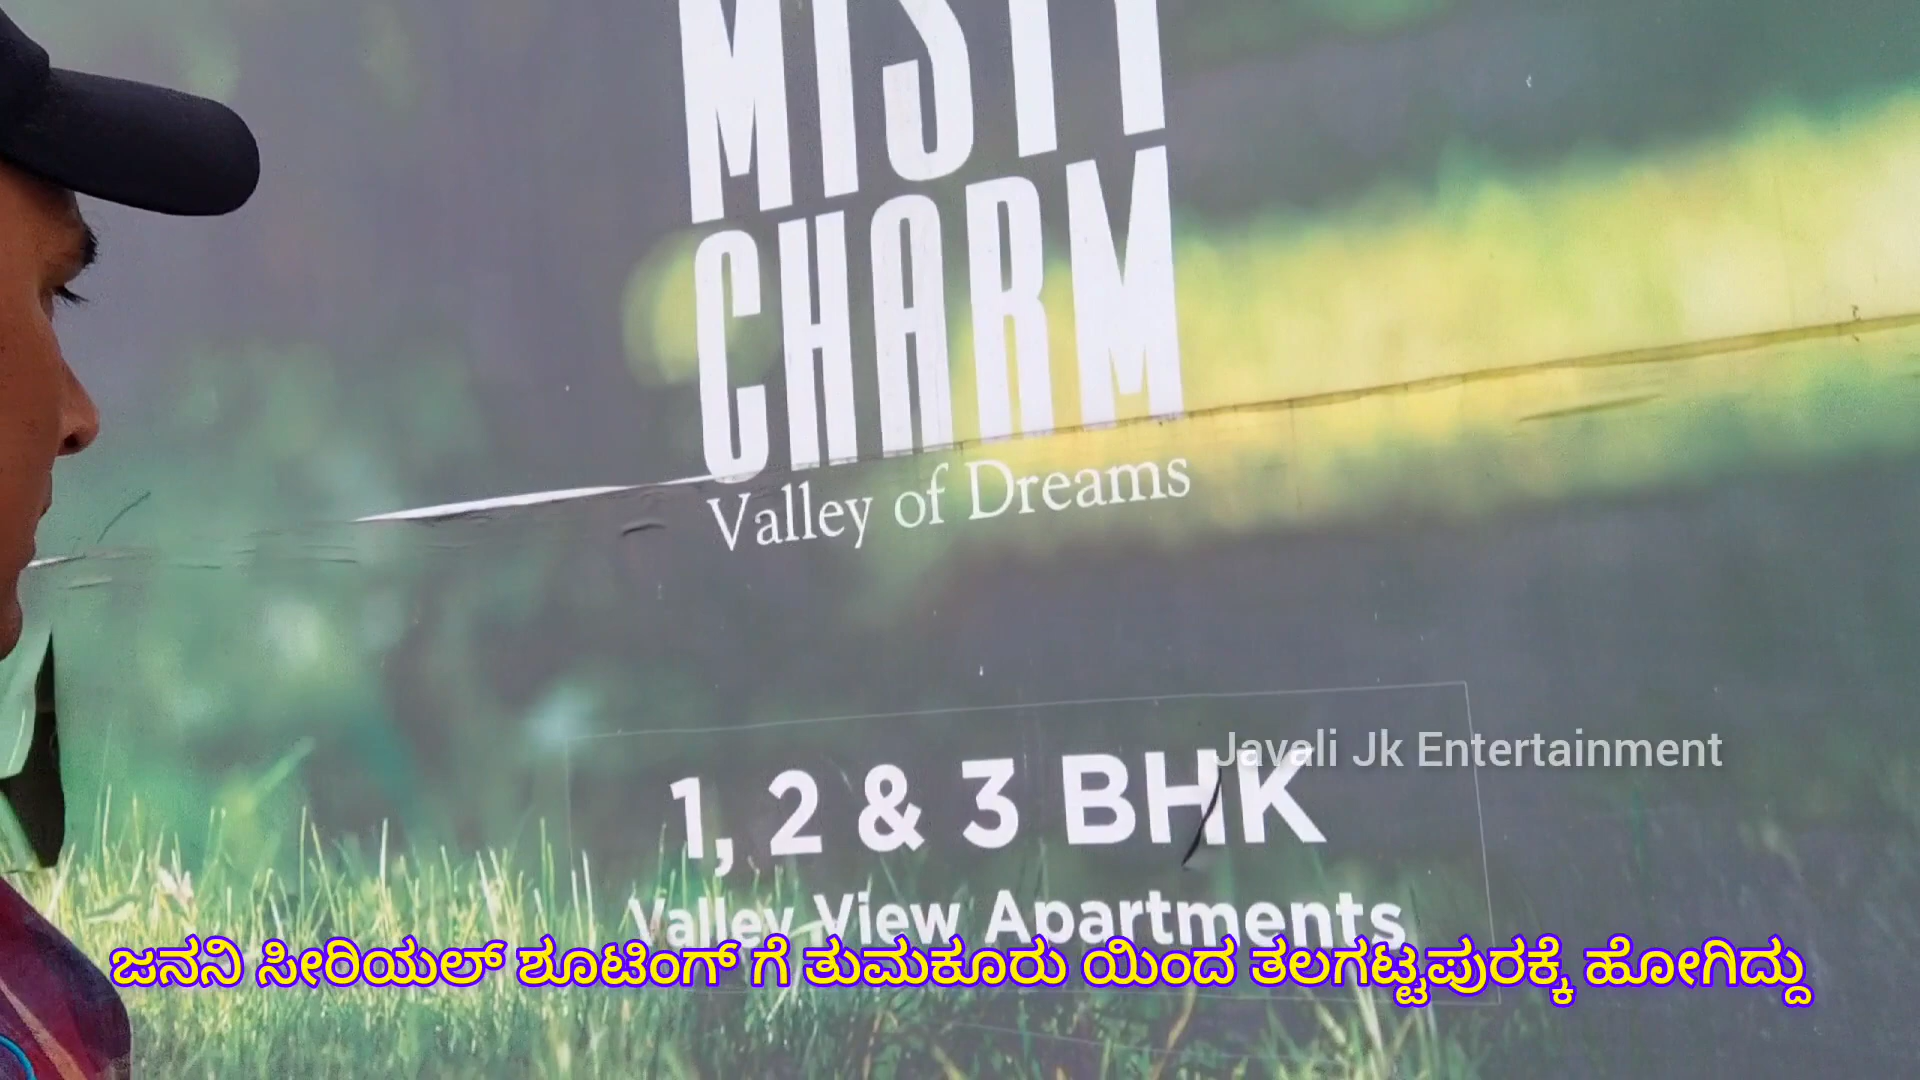 MISTY
CHARM
Valley of Dreams
Javali Jk Entertainment
1, 2 & 3 BHK
Valley View Apartments
ಜನನಿ ಸೀರಿಯಲ್ ಶೂಟಿಂಗ್ ಗೆ ತುಮಕೂರು ಯಿಂದ ತಲಗಟ್ಟಪುರಕ್ಕೆ ಹೋಗಿದ್ದು